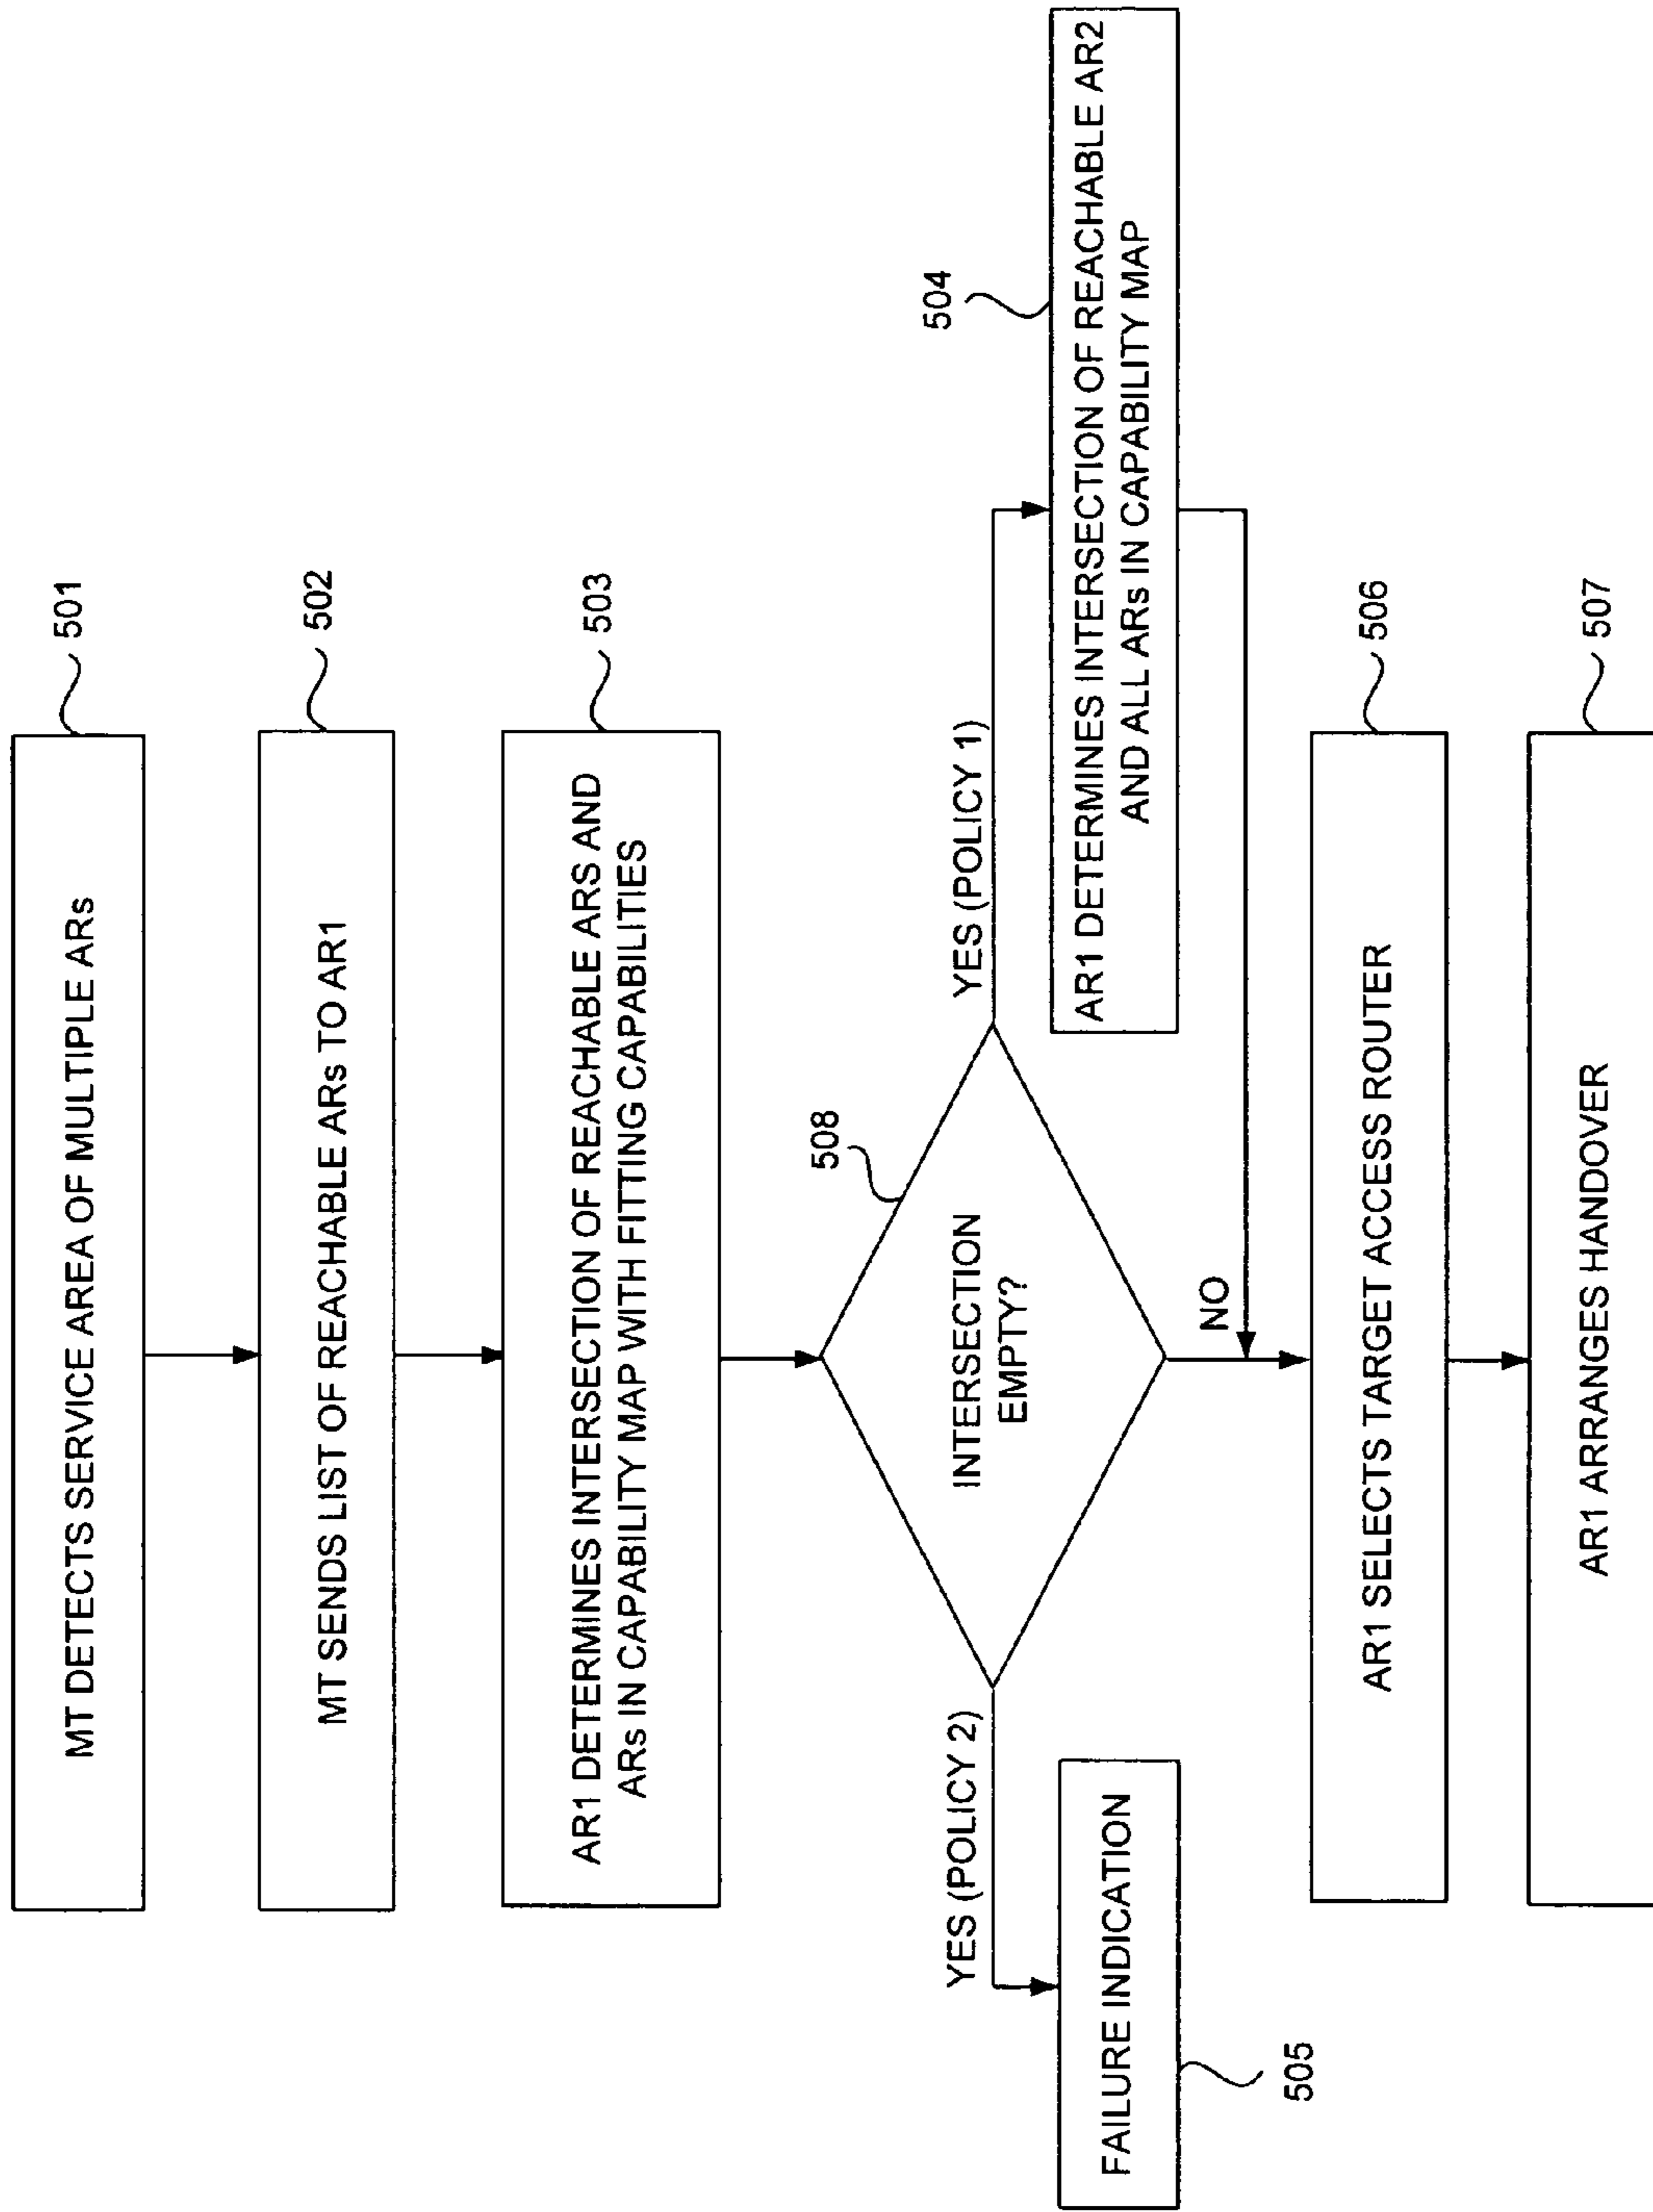 MT DETECTS SERVICE AREA OF MULTIPLE ARs
501
MT SENDS LIST OF REACHABLE ARs TO AR1
502
AR1 DETERMINES INTERSECTION OF REACHABLE ARS AND
ARs IN CAPABILITY MAP WITH FITTING CAPABILITIES
503
508
INTERSECTION
EMPTY?
YES (POLICY 2)
YES (POLICY 1)
504
FAILURE INDICATION
505
AR1 DETERMINES INTERSECTION OF REACHABLE AR2
AND ALL ARs IN CAPABILITY MAP
NO
AR1 SELECTS TARGET ACCESS ROUTER
506
AR1 ARRANGES HANDOVER
507